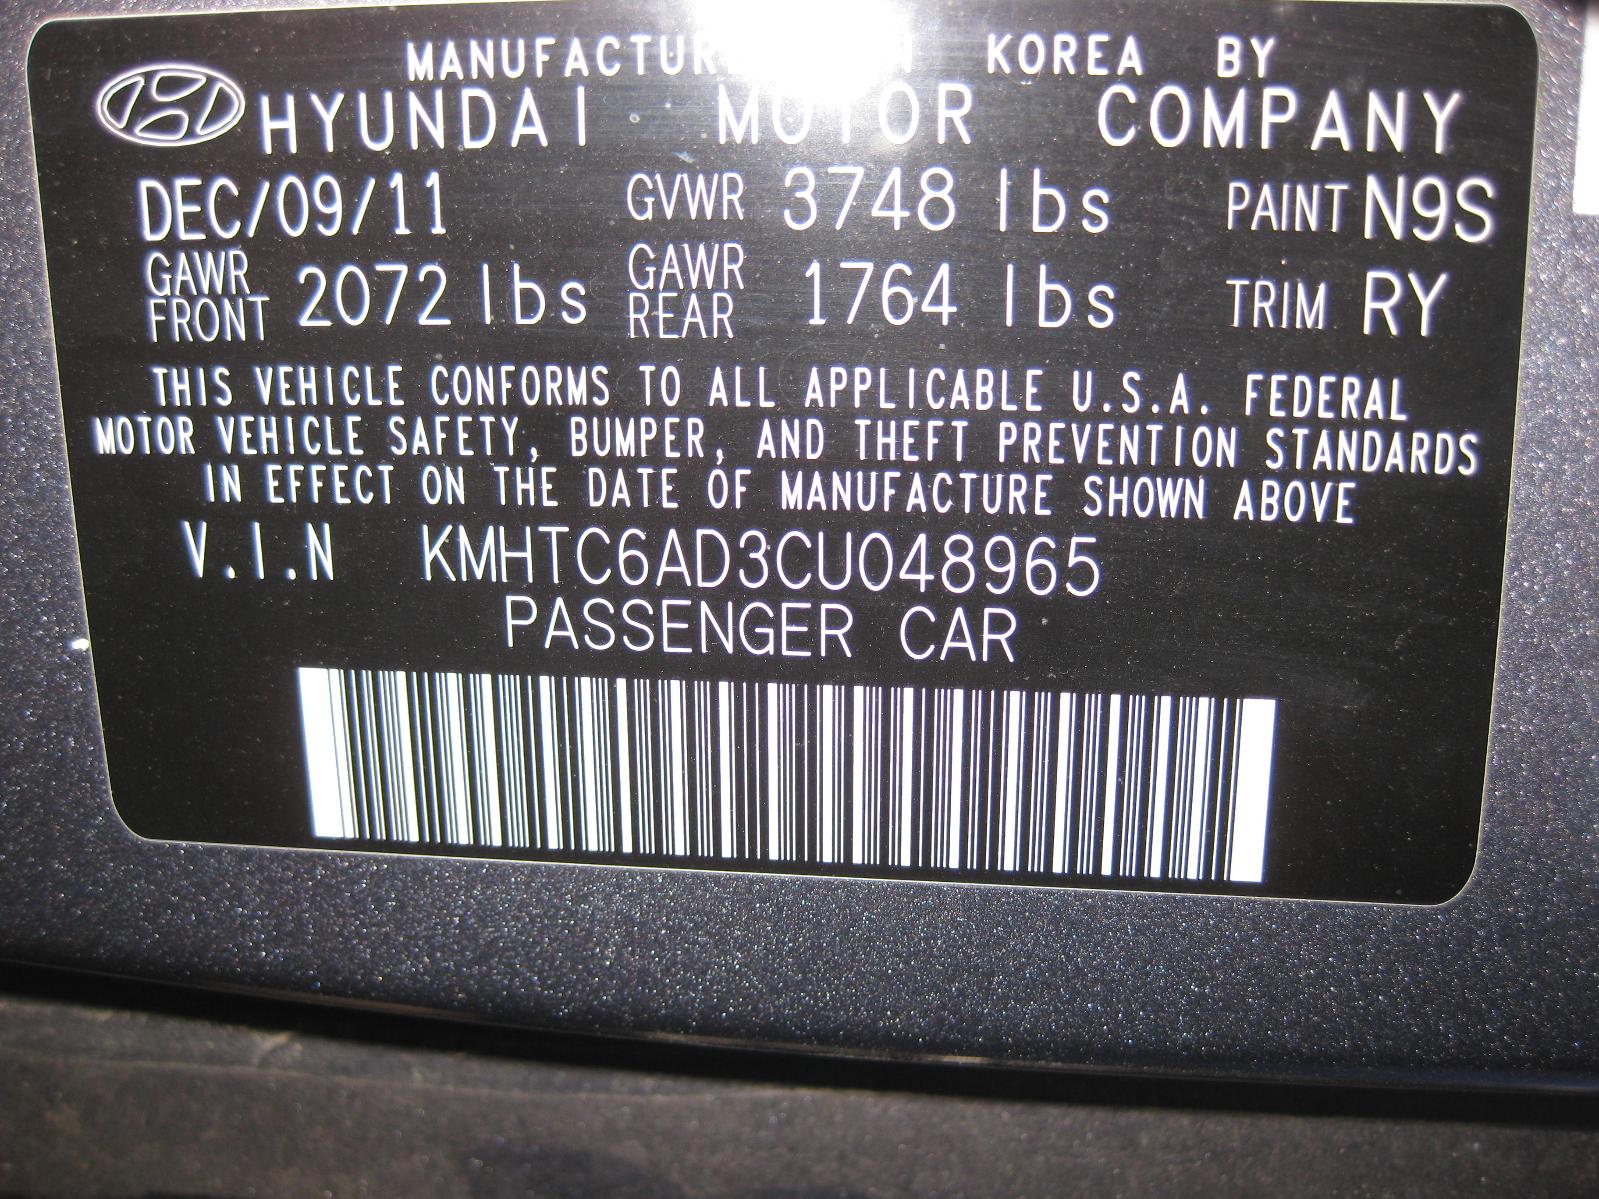 MANUFACTURED IN KOREA BY
HYUNDAI MOTOR COMPANY
DEC/09/11 GVWR 3748 lbs PAINT N9S
GAWR FRONT 2072 lbs GAWR REAR 1764 lbs TRIM RY
THIS VEHICLE CONFORMS TO ALL APPLICABLE U.S.A. FEDERAL
MOTOR VEHICLE SAFETY, BUMPER, AND THEFT PREVENTION STANDARDS
IN EFFECT ON THE DATE OF MANUFACTURE SHOWN ABOVE
V.I.N KMHTC6AD3CU048965
PASSENGER CAR